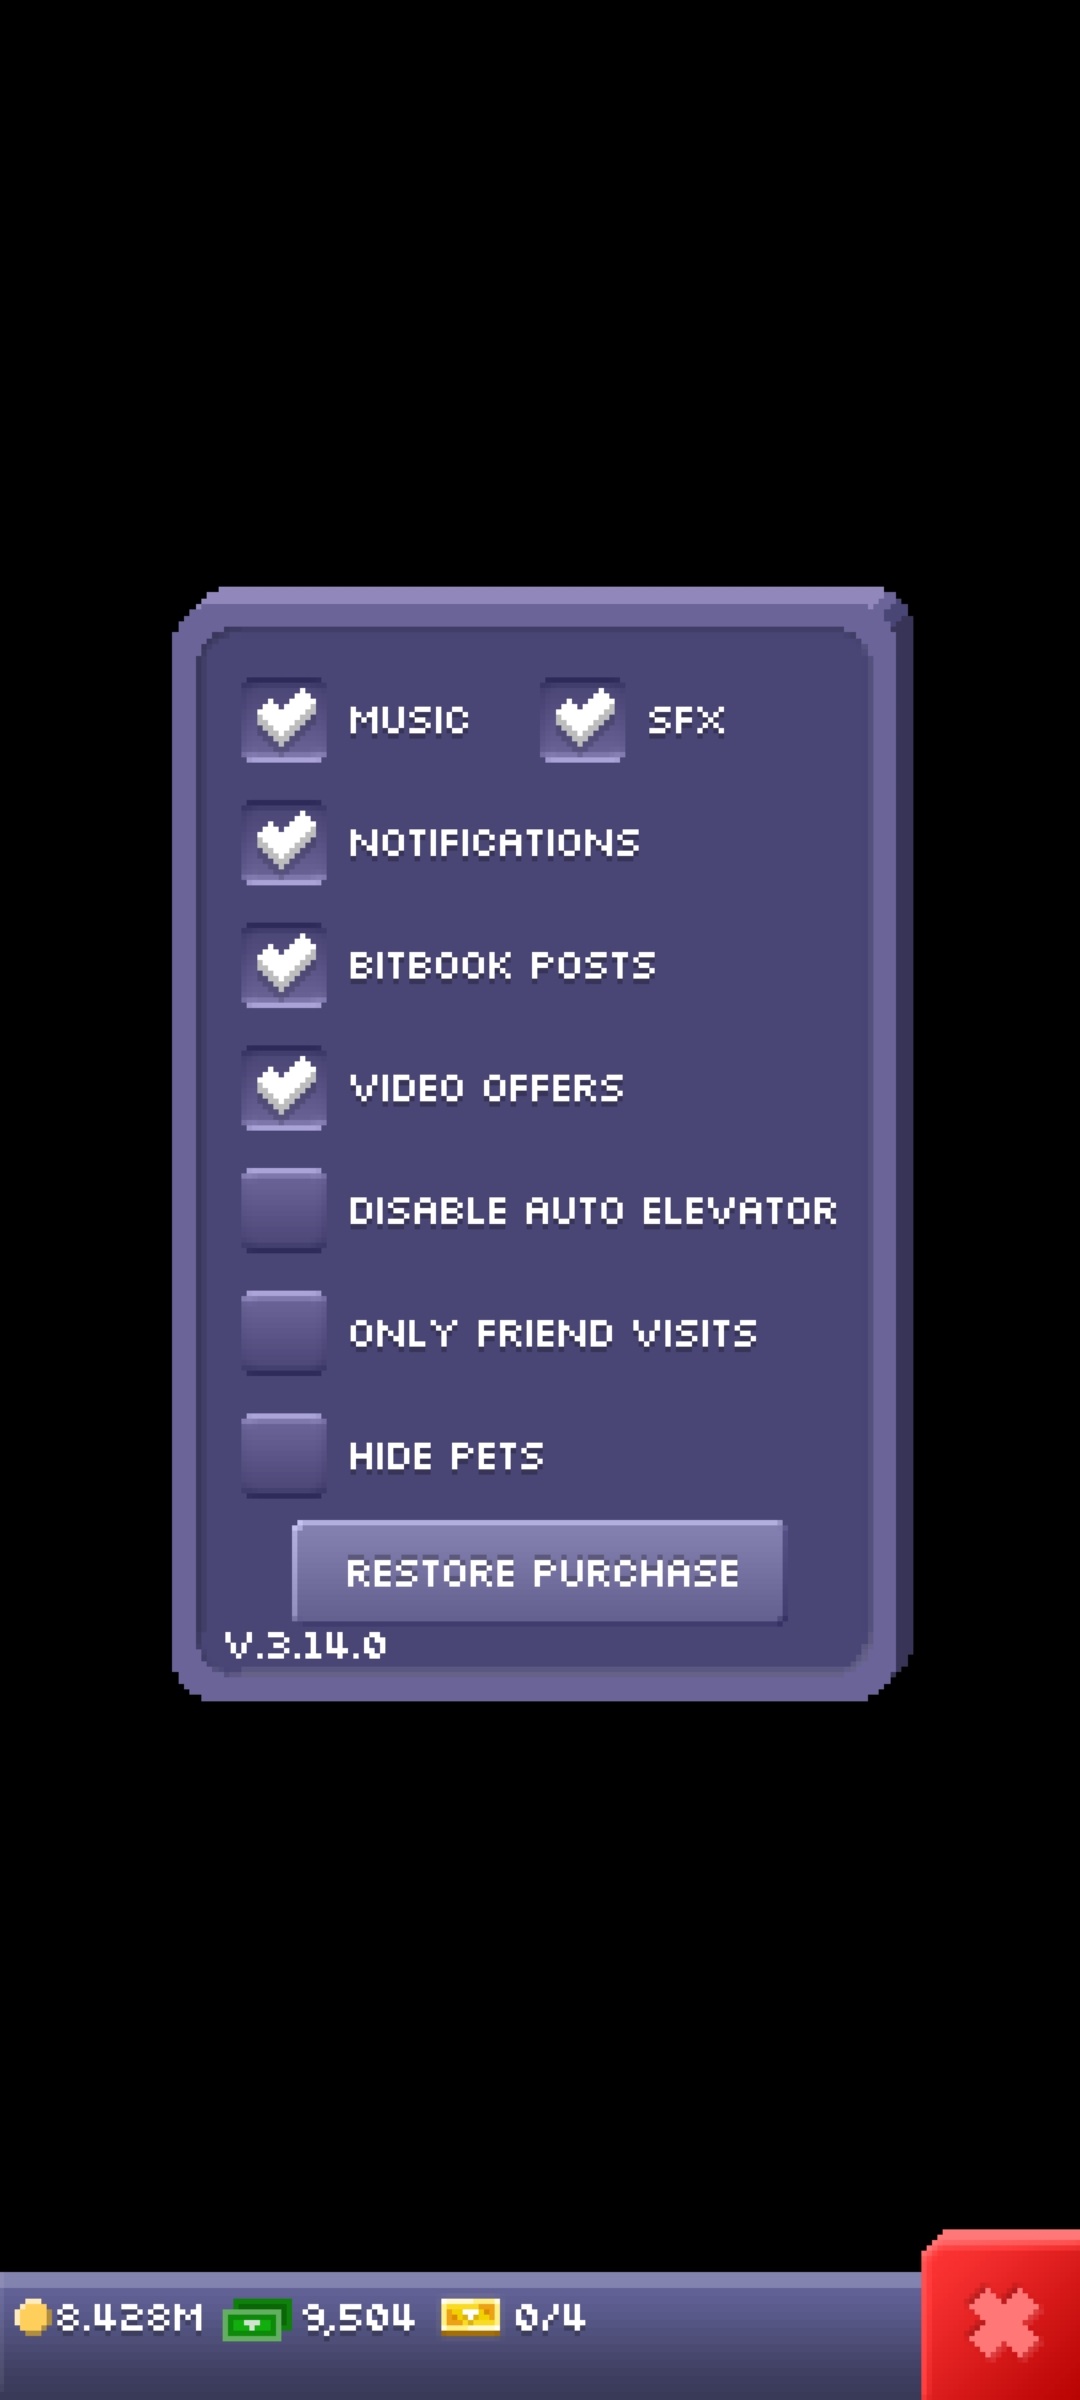 MUSIC SFX
NOTIFICATIONS
BITBOOK POSTS
VIDEO OFFERS
DISABLE AUTO ELEVATOR
ONLY FRIEND VISITS
HIDE PETS
RESTORE PURCHASE
V.3.14.0
8.428M 9,504 0/4